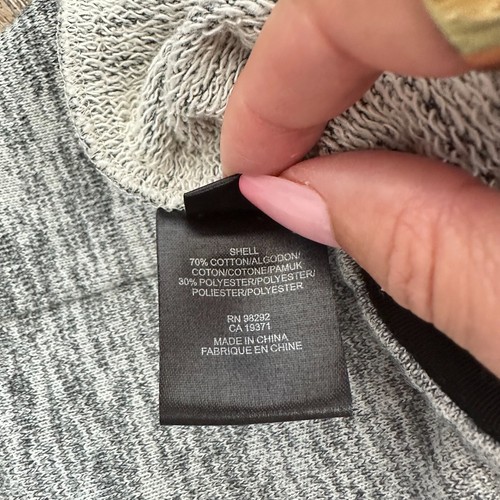 SHELL
70% COTTON/ALGODON/
COTON/COTONE/PAMUK
30% POLYESTER/POLYESTER/
POLIESTER/POLYESTER
RN 98292
CA 19371
MADE IN CHINA
FABRIQUE EN CHINE